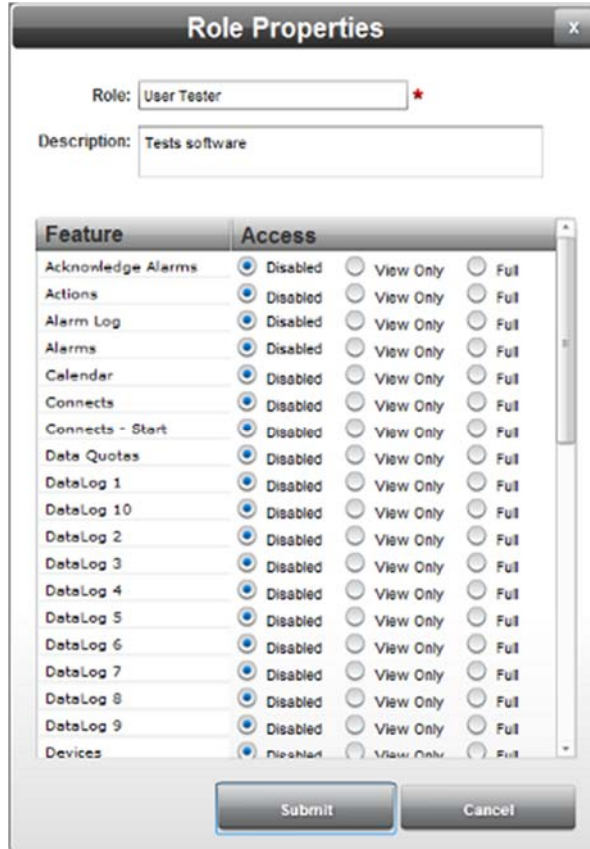 Role Properties x
Role: User Tester *
Description: Tests software
Feature Access
Acknowledge Alarms Disabled View Only Full
Actions Disabled View Only Full
Alarm Log Disabled View Only Full
Alarms Disabled View Only Full
Calendar Disabled View Only Full
Connects Disabled View Only Full
Connects - Start Disabled View Only Full
Data Quotas Disabled View Only Full
DataLog 1 Disabled View Only Full
DataLog 10 Disabled View Only Full
DataLog 2 Disabled View Only Full
DataLog 3 Disabled View Only Full
DataLog 4 Disabled View Only Full
DataLog 5 Disabled View Only Full
DataLog 6 Disabled View Only Full
DataLog 7 Disabled View Only Full
DataLog 8 Disabled View Only Full
DataLog 9 Disabled View Only Full
Devices Disabled View Only Full
Submit Cancel